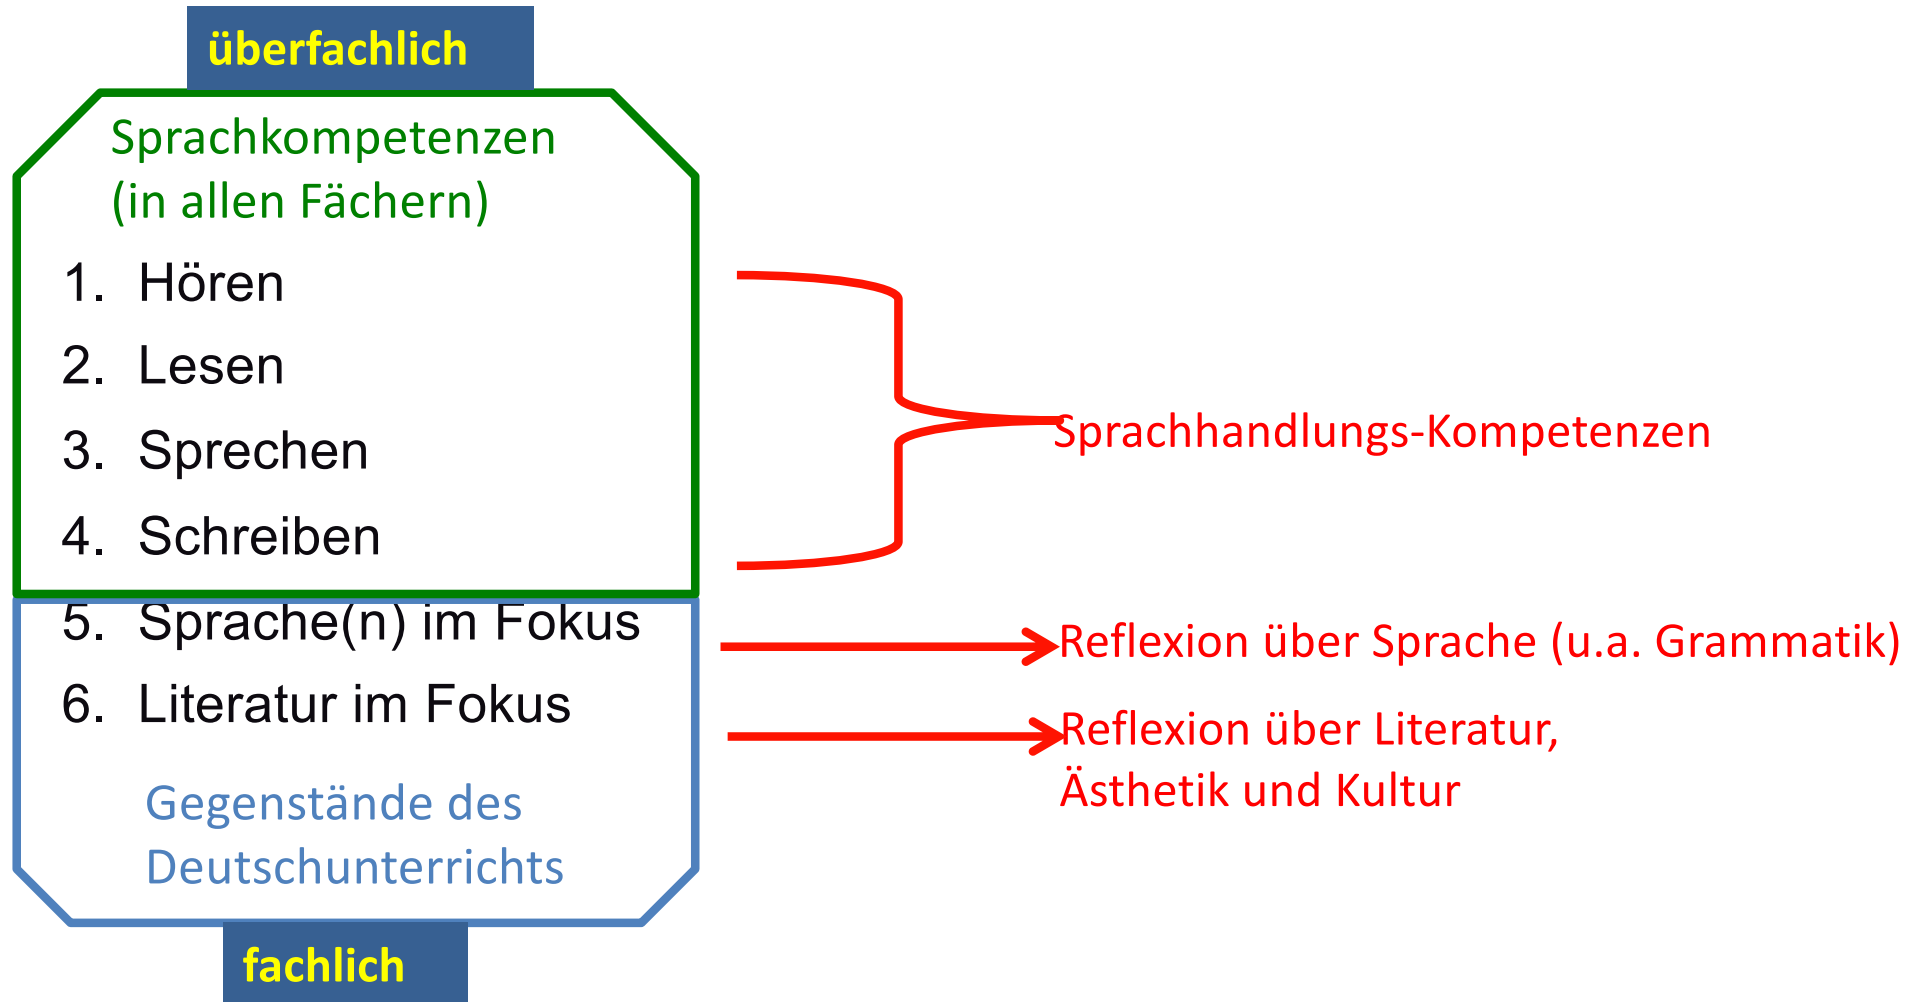 überfachlich
Sprachkompetenzen
(in allen Fächern)
1. Hören
2. Lesen
3. Sprechen
4. Schreiben
Sprachhandlungs-Kompetenzen
5. Sprache(n) im Fokus
Reflexion über Sprache (u.a. Grammatik)
6. Literatur im Fokus
Reflexion über Literatur,
Ästhetik und Kultur
Gegenstände des
Deutschunterrichts
fachlich